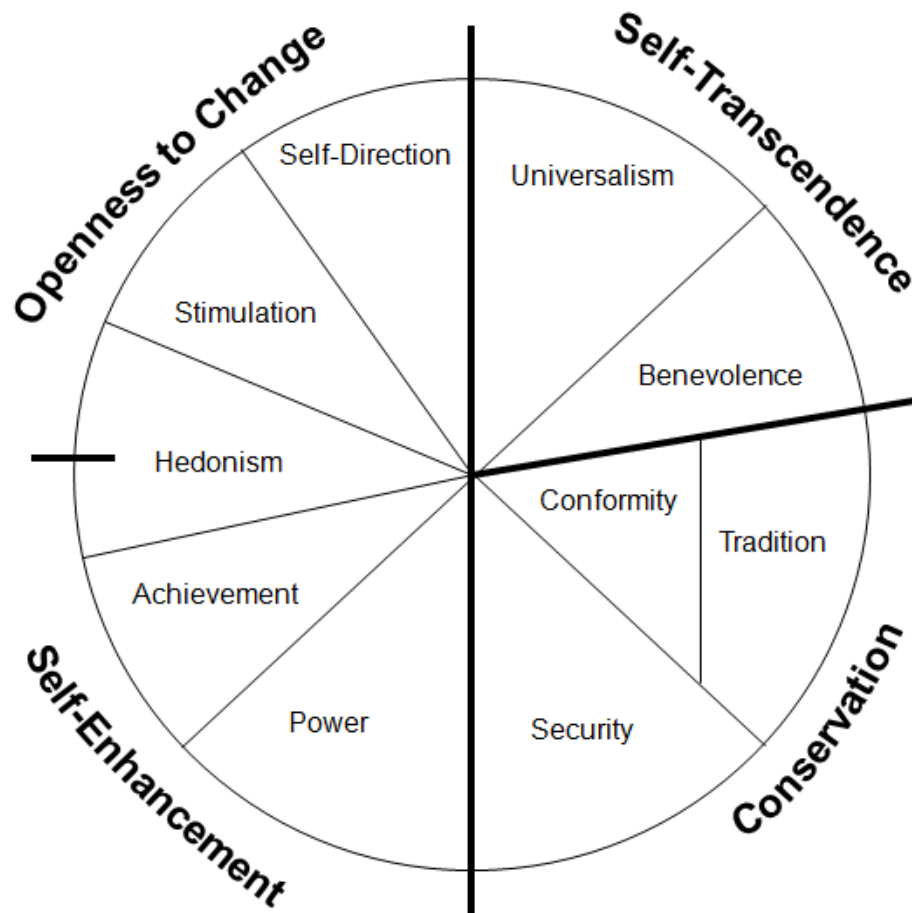 Openness to Change
Self-Transcendence
Self-Direction
Universalism
Stimulation
Benevolence
Hedonism
Conformity
Tradition
Achievement
Power
Security
Self-Enhancement
Conservation